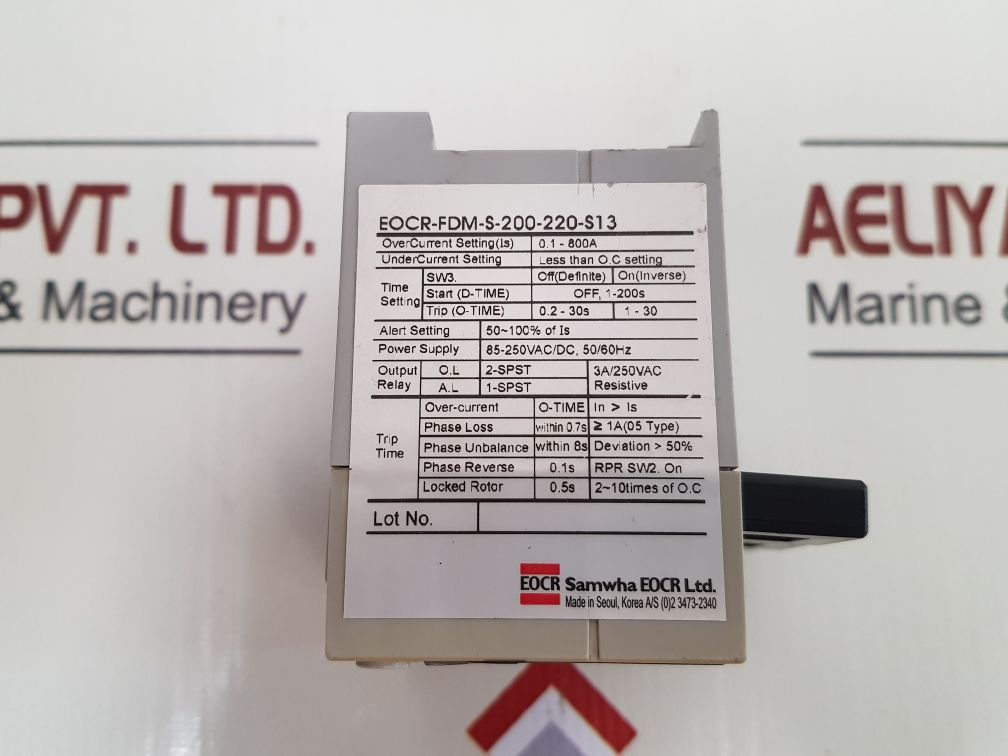 PVT. LTD.
& Machinery
AELIYA
Marine &
EOCR-FDM-S-200-220-S13
OverCurrent Setting(Is) 0.1 - 800A
UnderCurrent Setting Less than O.C setting
Time Setting SW3. Off(Definite) On(Inverse)
Start (D-TIME) OFF, 1-200s
Trip (O-TIME) 0.2 - 30s 1 - 30
Alert Setting 50~100% of Is
Power Supply 85-250VAC/DC, 50/60Hz
Output Relay O.L 2-SPST 3A/250VAC
A.L 1-SPST Resistive
Trip Time Over-current O-TIME In > Is
Phase Loss within 0.7s ≥ 1A(05 Type)
Phase Unbalance within 8s Deviation > 50%
Phase Reverse 0.1s RPR SW2. On
Locked Rotor 0.5s 2~10times of O.C
Lot No.
EOCR Samwha EOCR Ltd.
Made in Seoul, Korea A/S (0)2 3473-2340